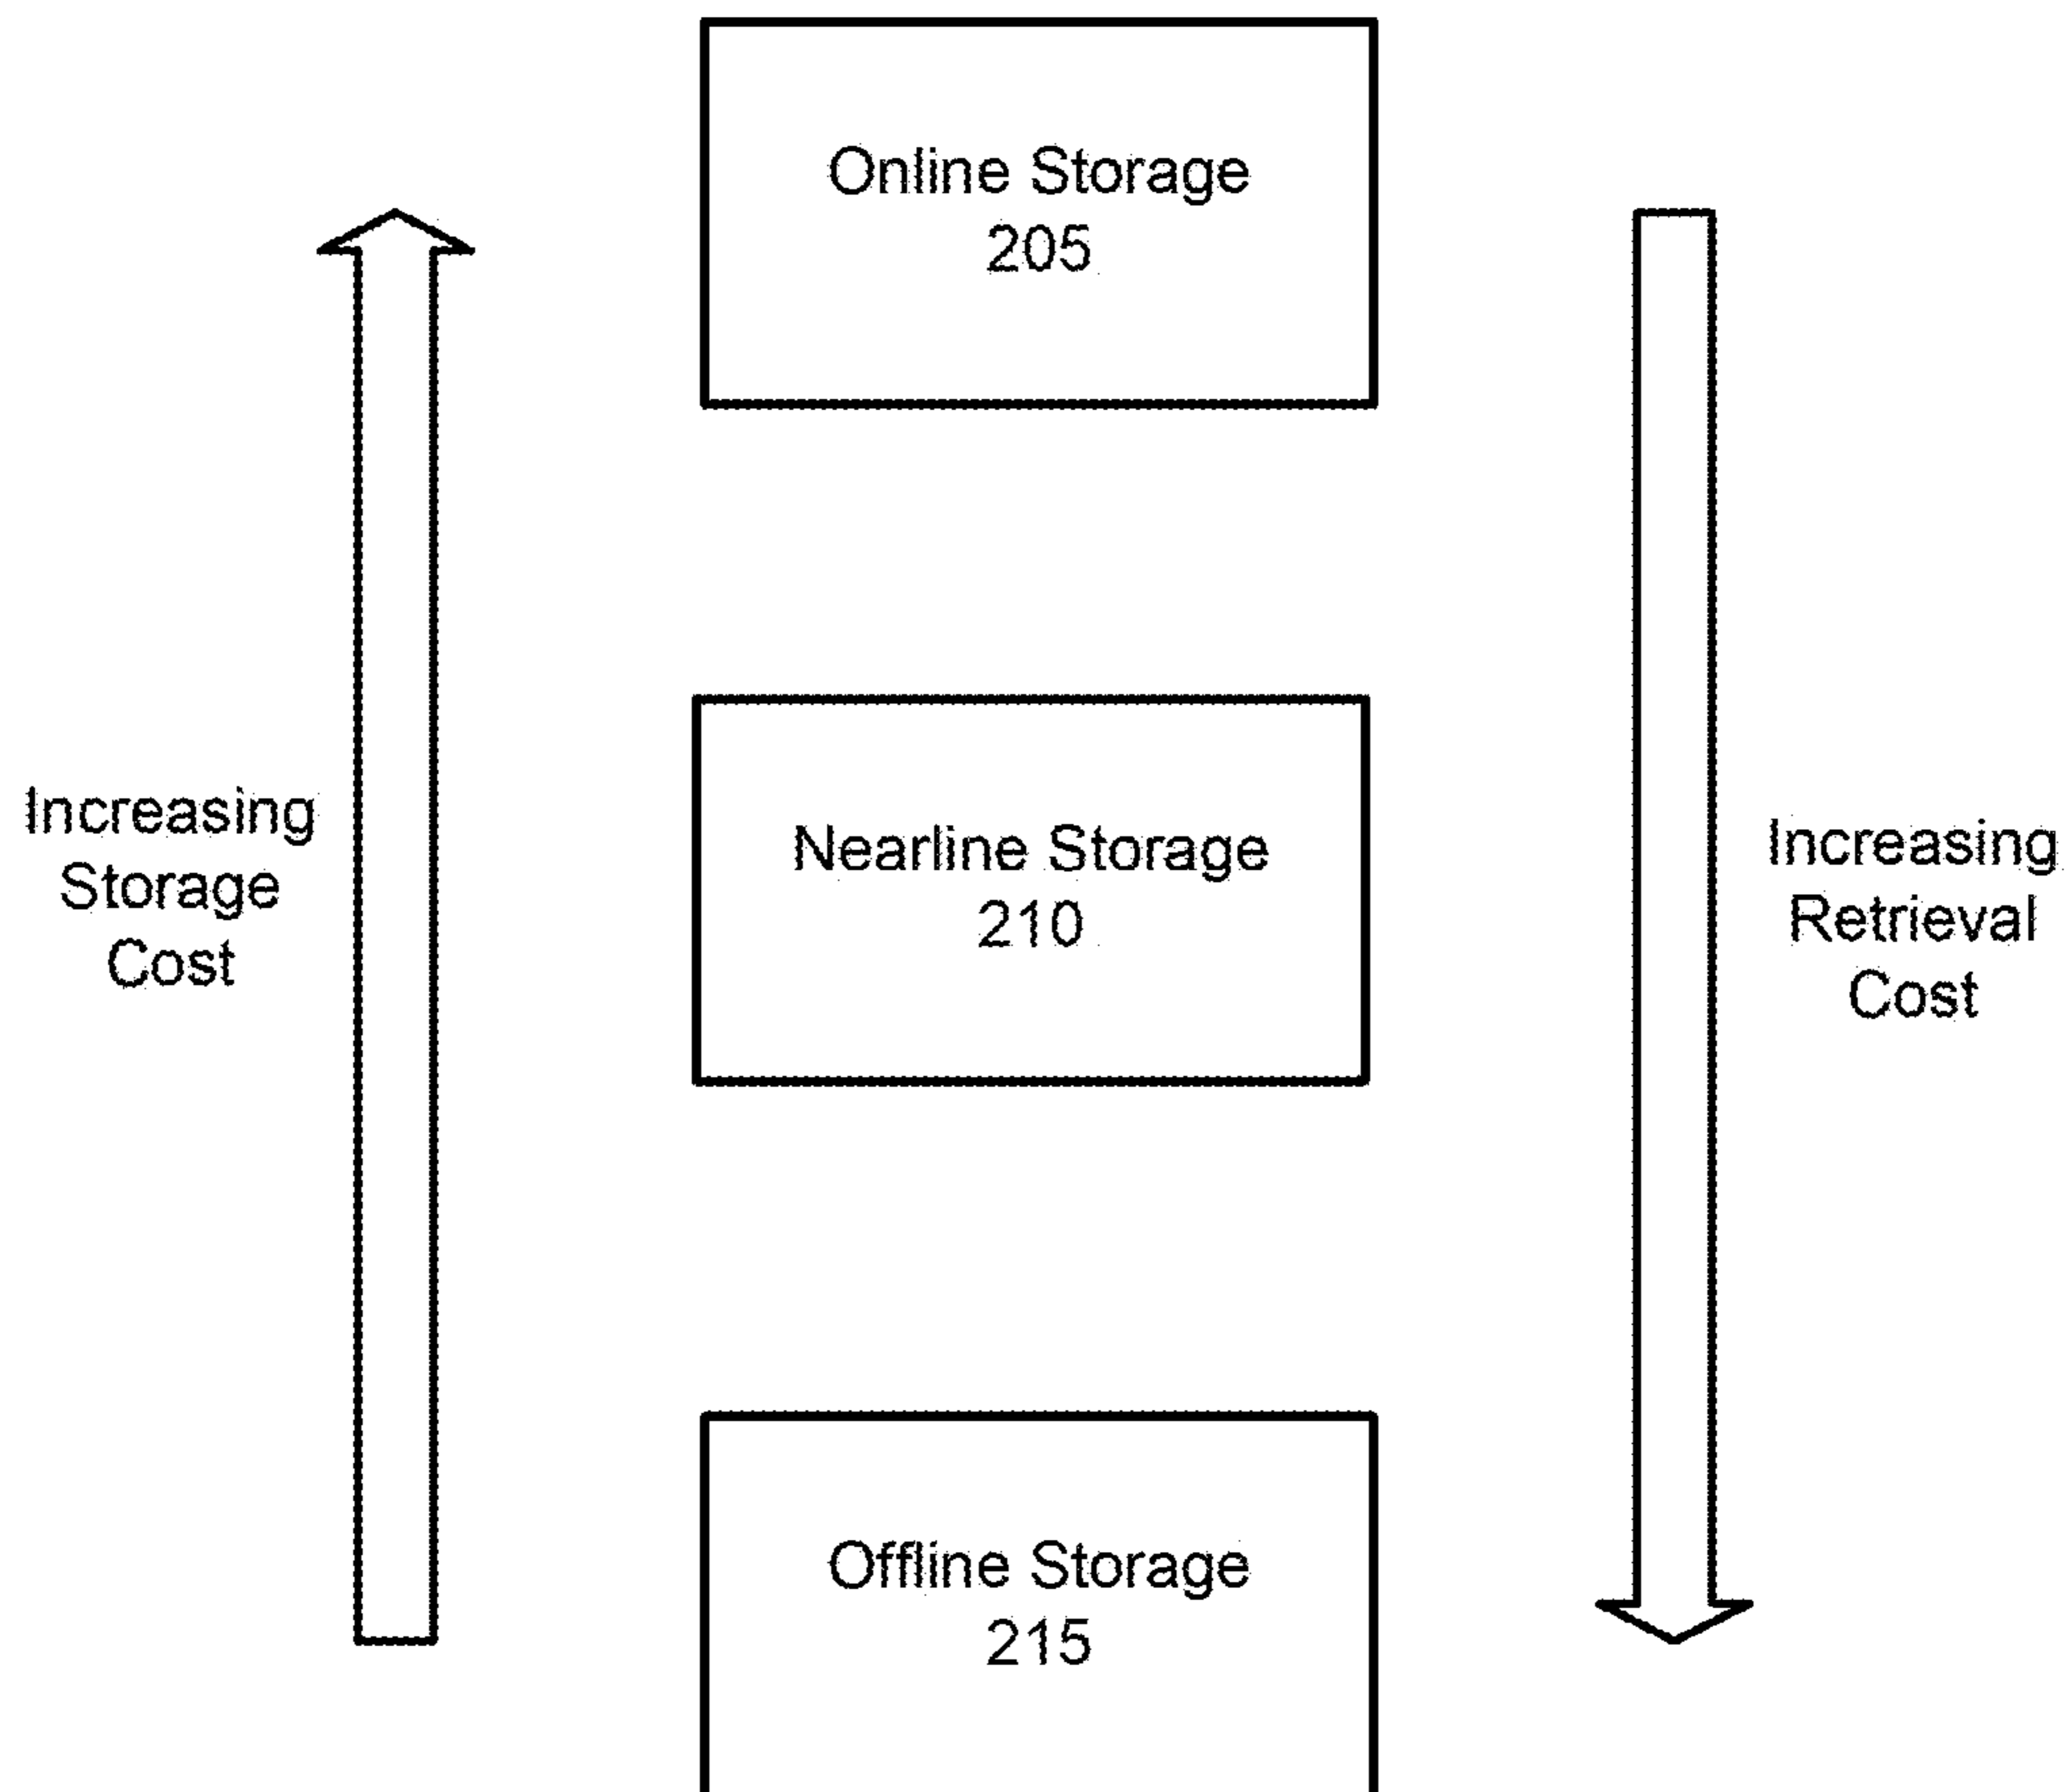 Online Storage
205
Increasing
Storage
Cost
Nearline Storage
210
Increasing
Retrieval
Cost
Offline Storage
215